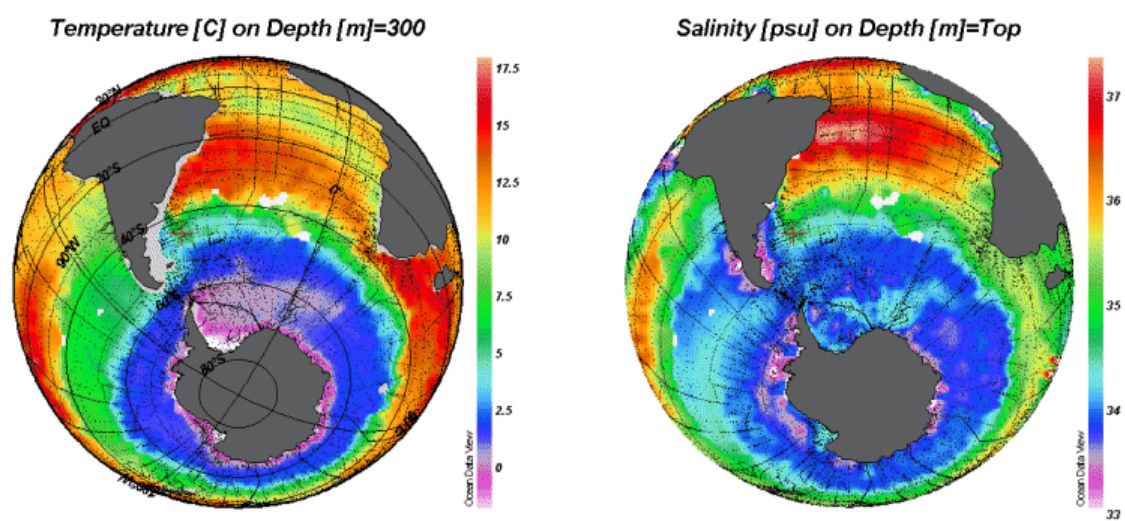 Temperature [C] on Depth [m]=300
Salinity [psu] on Depth [m]=Top
17.5
15
12.5
10
7.5
5
2.5
0
Ocean Data View
EQ
20°S
40°S
60°S
80°S
90°W
0°
37
36
35
34
33
Ocean Data View